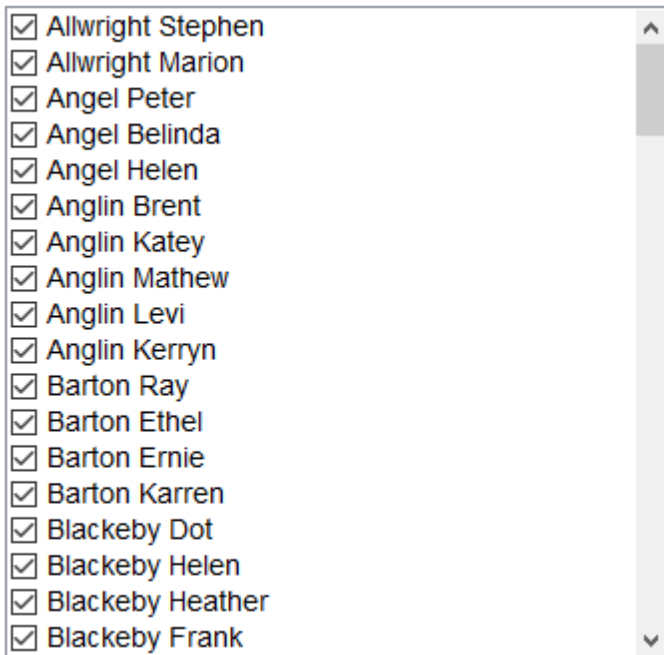 Allwright Stephen
Allwright Marion
Angel Peter
Angel Belinda
Angel Helen
Anglin Brent
Anglin Katey
Anglin Mathew
Anglin Levi
Anglin Kerryn
Barton Ray
Barton Ethel
Barton Ernie
Barton Karren
Blackeby Dot
Blackeby Helen
Blackeby Heather
Blackeby Frank